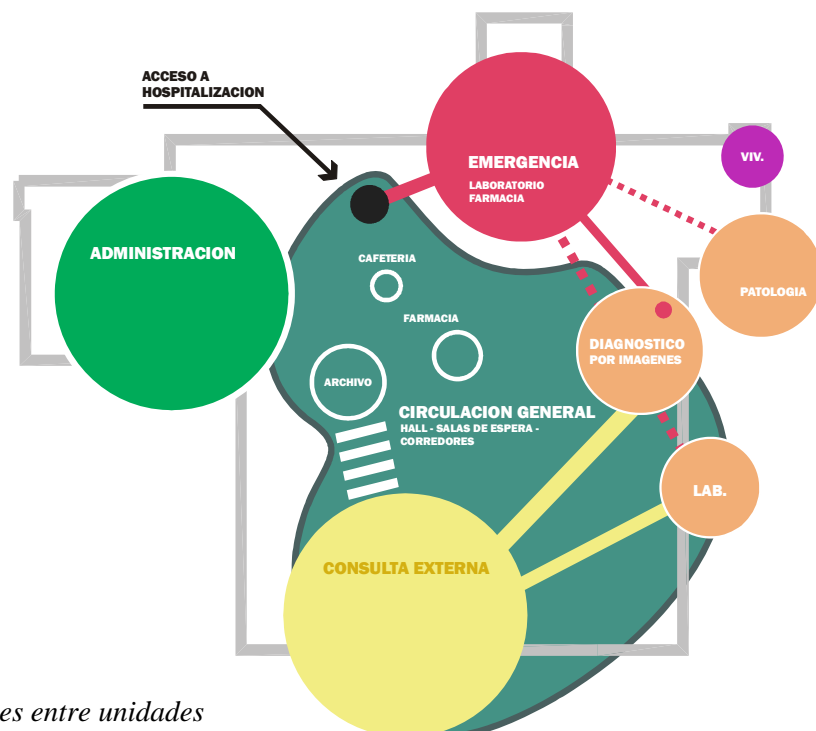 ACCESO A
HOSPITALIZACION
EMERGENCIA
LABORATORIO
FARMACIA
VIV.
ADMINISTRACION
CAFETERIA
PATOLOGIA
FARMACIA
DIAGNOSTICO
POR IMAGENES
ARCHIVO
CIRCULACION GENERAL
HALL - SALAS DE ESPERA -
CORREDORES
LAB.
CONSULTA EXTERNA
es entre unidades